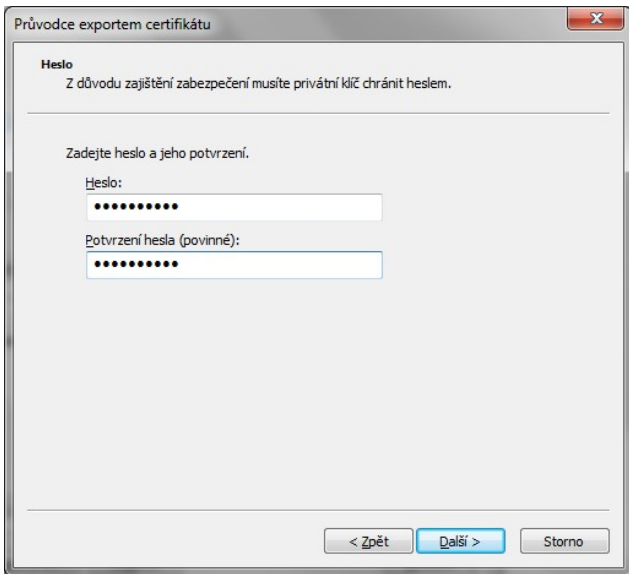 Průvodce exportem certifikátu
Heslo
Z důvodu zajištění zabezpečení musíte privátní klíč chránit heslem.
Zadejte heslo a jeho potvrzení.
Heslo:
••••••••••
Potvrzení hesla (povinné):
••••••••••
< Zpět Další > Storno